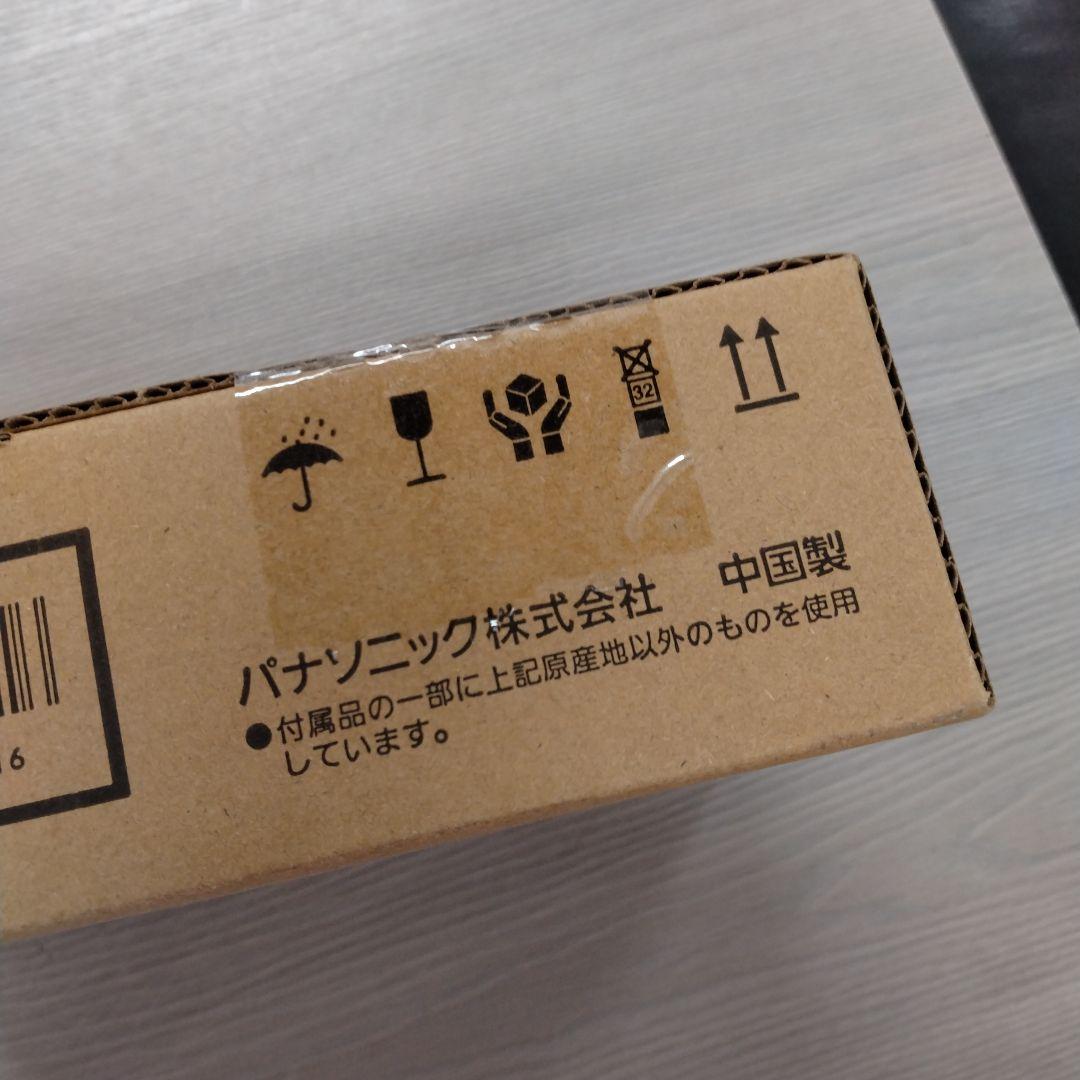 32
パナソニック株式会社 中国製
●付属品の一部に上記原産地以外のものを使用
しています。
16